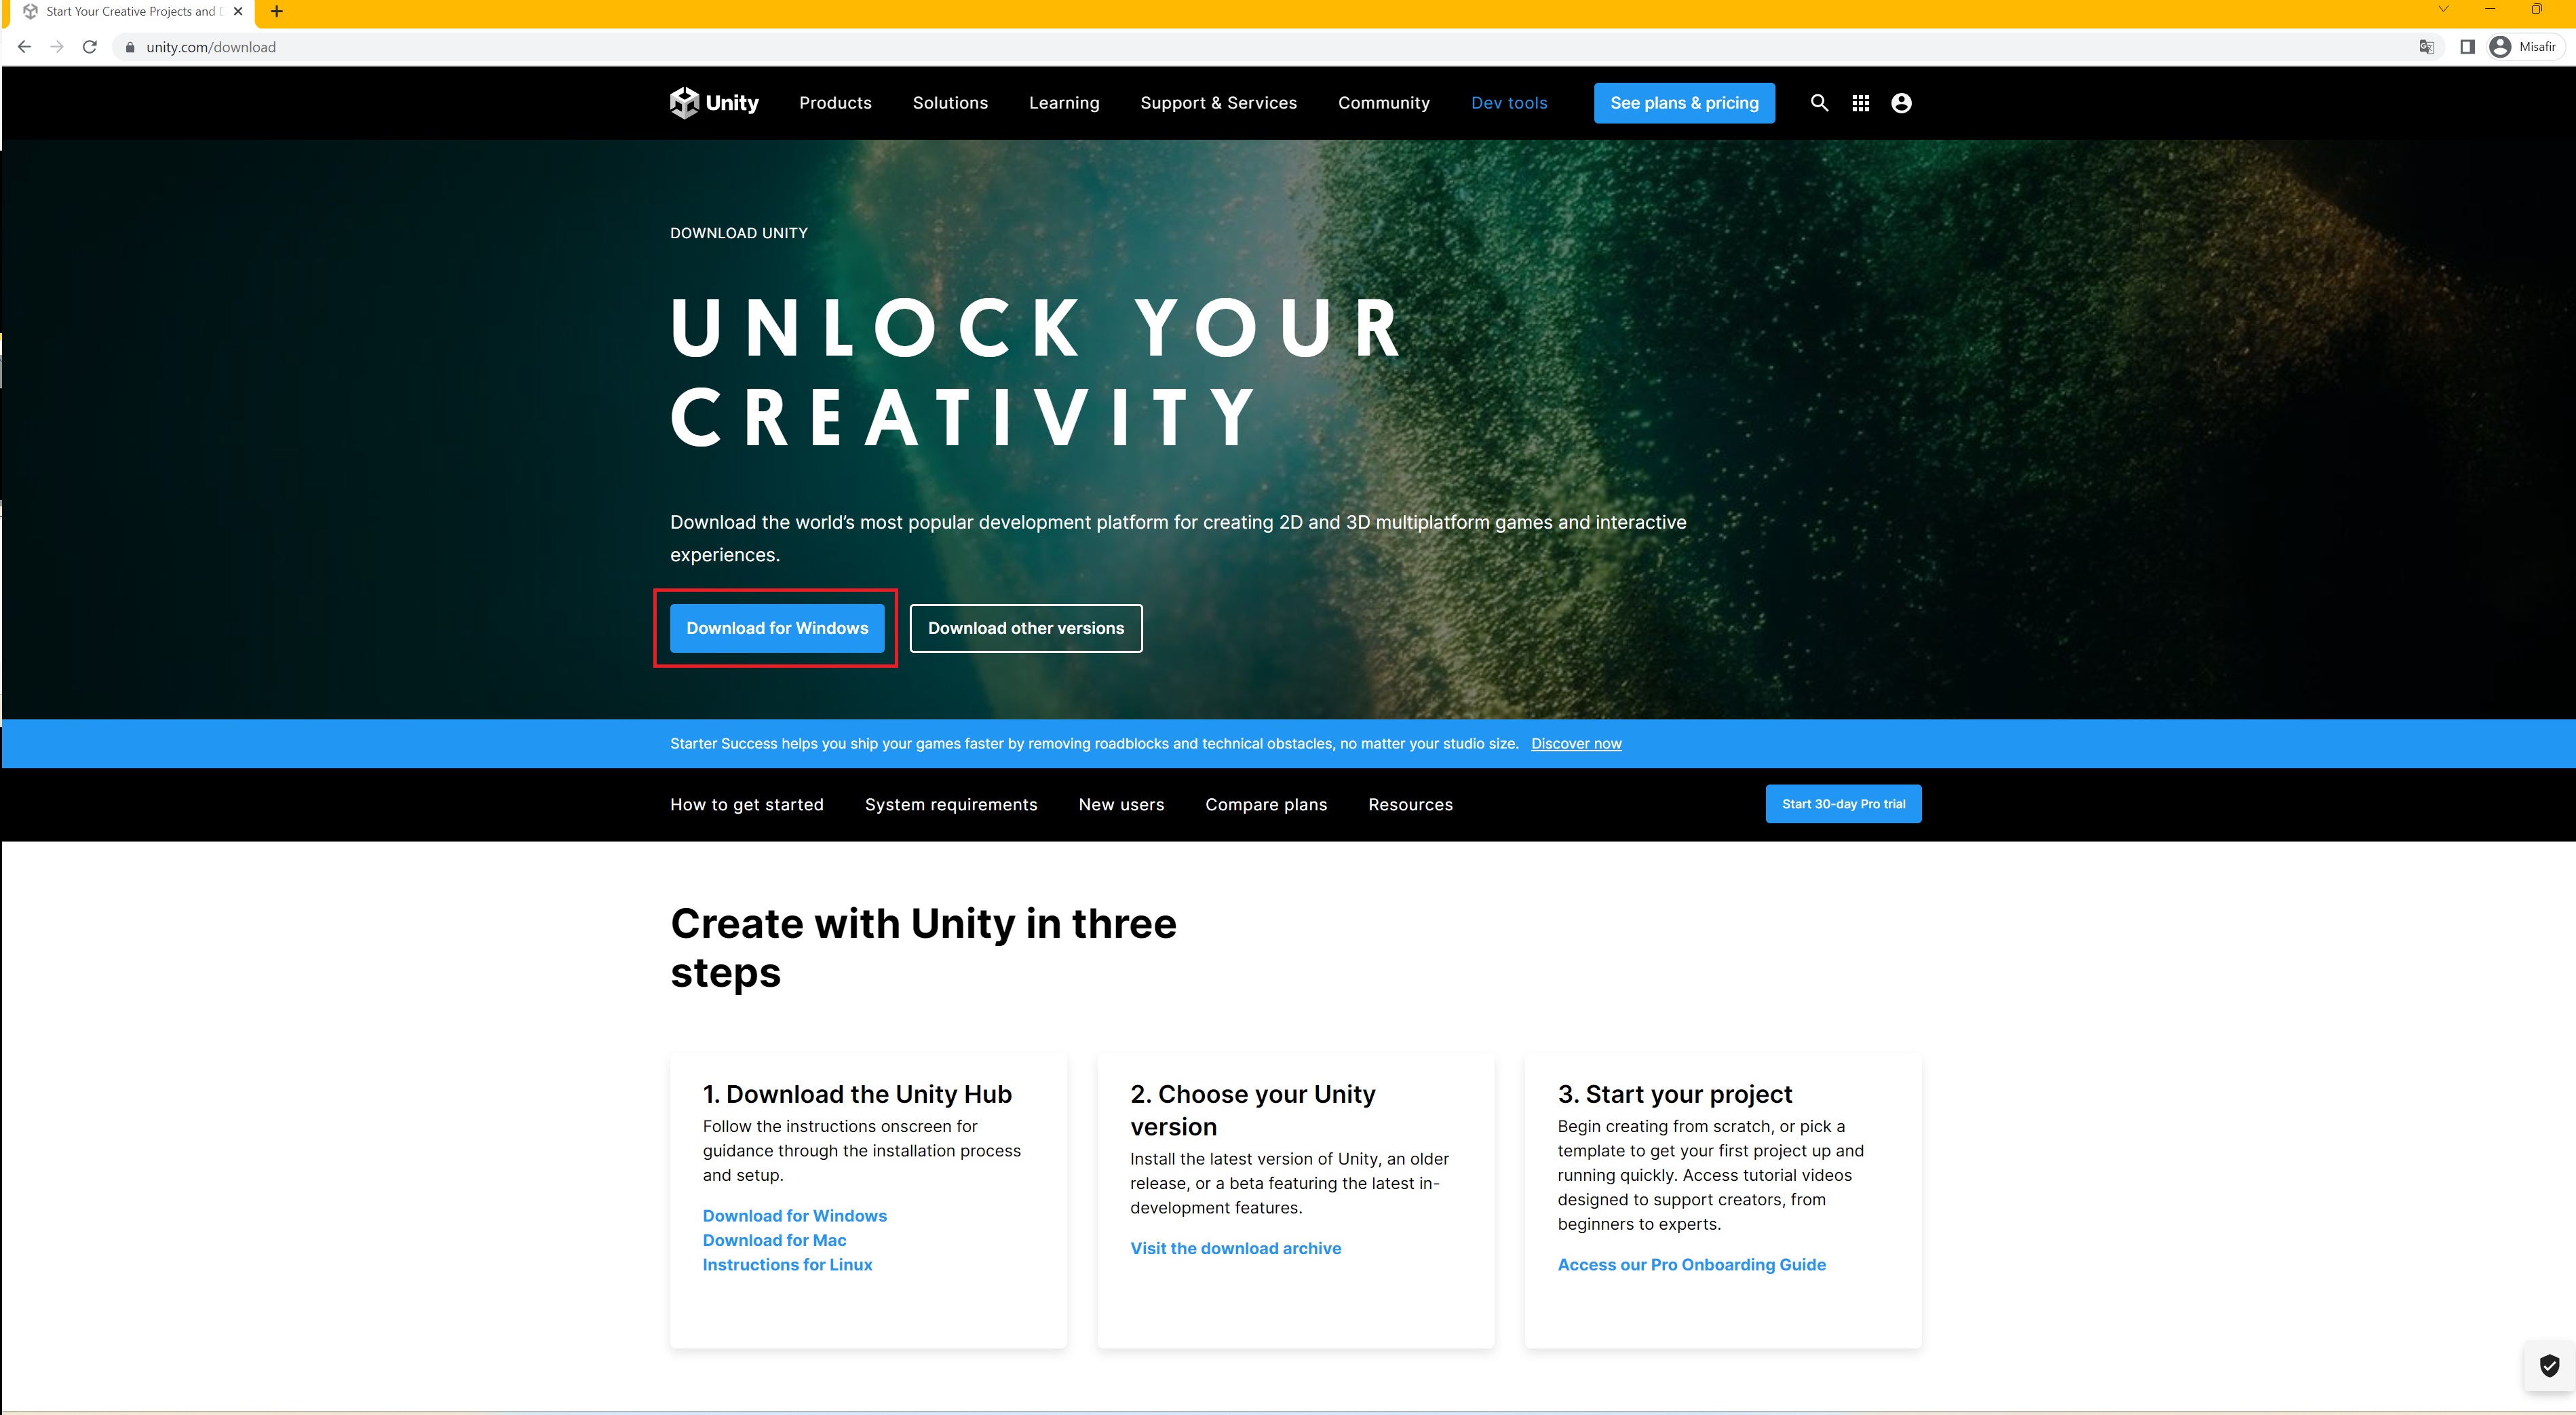 Start Your Creative Projects and
unity.com/download
Misafir
Unity
Products
Solutions
Learning
Support & Services
Community
Dev tools
See plans & pricing
DOWNLOAD UNITY
UNLOCK YOUR
CREATIVITY
Download the world’s most popular development platform for creating 2D and 3D multiplatform games and interactive
experiences.
Download for Windows
Download other versions
Starter Success helps you ship your games faster by removing roadblocks and technical obstacles, no matter your studio size. Discover now
How to get started
System requirements
New users
Compare plans
Resources
Start 30-day Pro trial
Create with Unity in three
steps
1. Download the Unity Hub
Follow the instructions onscreen for
guidance through the installation process
and setup.
Download for Windows
Download for Mac
Instructions for Linux
2. Choose your Unity
version
Install the latest version of Unity, an older
release, or a beta featuring the latest in-
development features.
Visit the download archive
3. Start your project
Begin creating from scratch, or pick a
template to get your first project up and
running quickly. Access tutorial videos
designed to support creators, from
beginners to experts.
Access our Pro Onboarding Guide